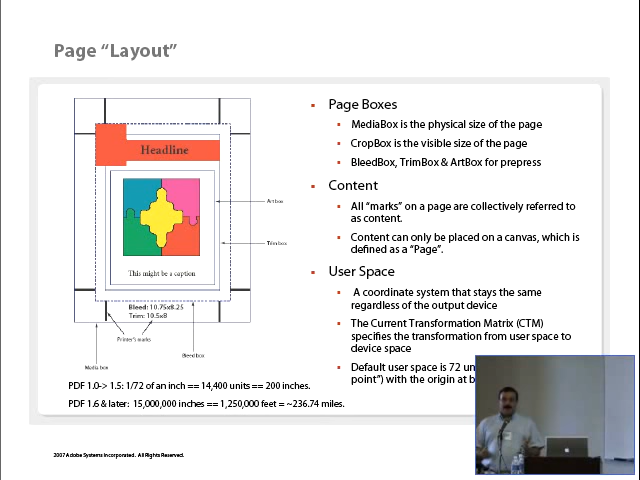 Page “Layout”
Headline
This might be a caption
Art box
Trim box
Bleed: 10.75x8.25
Trim: 10.5x8
Printer's marks
Bleed box
Media box
PDF 1.0-> 1.5: 1/72 of an inch == 14,400 units == 200 inches.
PDF 1.6 & later: 15,000,000 inches == 1,250,000 feet = ~236.74 miles.
Page Boxes
MediaBox is the physical size of the page
CropBox is the visible size of the page
BleedBox, TrimBox & ArtBox for prepress
Content
All “marks” on a page are collectively referred to
as content.
Content can only be placed on a canvas, which is
defined as a “Page”.
User Space
A coordinate system that stays the same
regardless of the output device
The Current Transformation Matrix (CTM)
specifies the transformation from user space to
device space
Default user space is 72
point”) with the origin at
2007 Adobe Systems Incorporated. All Rights Reserved.